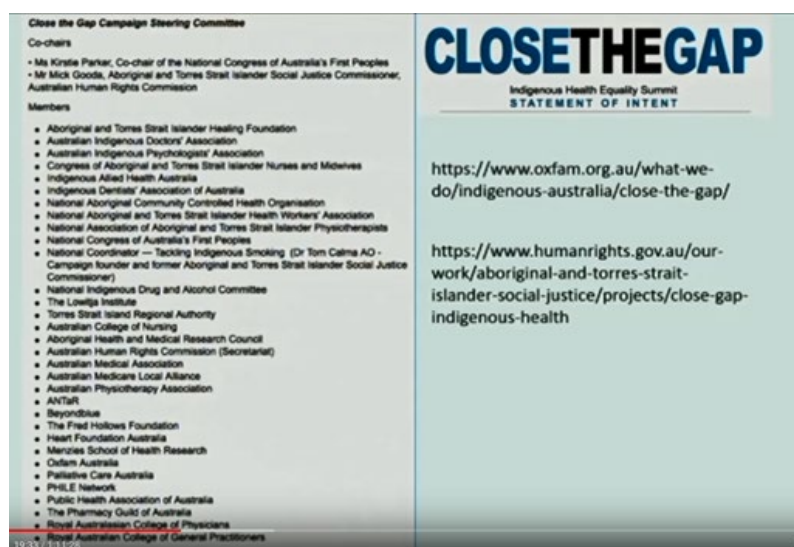 Close the Gap Campaign Steering Committee
Co-chairs
• Ms Kirstie Parker, Co-chair of the National Congress of Australia's First Peoples
• Mr Mick Gooda, Aboriginal and Torres Strait Islander Social Justice Commissioner,
Australian Human Rights Commission
Members
• Aboriginal and Torres Strait Islander Healing Foundation
• Australian Indigenous Doctors' Association
• Australian Indigenous Psychologists' Association
• Congress of Aboriginal and Torres Strait Islander Nurses and Midwives
• Indigenous Allied Health Australia
• Indigenous Dentists' Association of Australia
• National Aboriginal Community Controlled Health Organisation
• National Aboriginal and Torres Strait Islander Health Workers' Association
• National Association of Aboriginal and Torres Strait Islander Physiotherapists
• National Congress of Australia's First Peoples
• National Coordinator — Tackling Indigenous Smoking (Dr Tom Calma AO -
Campaign founder and former Aboriginal and Torres Strait Islander Social Justice
Commissioner)
• National Indigenous Drug and Alcohol Committee
• The Lowitja Institute
• Torres Strait Island Regional Authority
• Australian College of Nursing
• Aboriginal Health and Medical Research Council
• Australian Human Rights Commission (Secretariat)
• Australian Medical Association
• Australian Medicare Local Alliance
• Australian Physiotherapy Association
• ANTaR
• Beyondblue
• The Fred Hollows Foundation
• Heart Foundation Australia
• Menzies School of Health Research
• Oxfam Australia
• Palliative Care Australia
• PHILE Network
• Public Health Association of Australia
• The Pharmacy Guild of Australia
• Royal Australasian College of Physicians
• Royal Australian College of General Practitioners
19:33 / 1:11:26
CLOSETHEGAP
Indigenous Health Equality Summit
STATEMENT OF INTENT
https://www.oxfam.org.au/what-we-
do/indigenous-australia/close-the-gap/
https://www.humanrights.gov.au/our-
work/aboriginal-and-torres-strait-
islander-social-justice/projects/close-gap-
indigenous-health